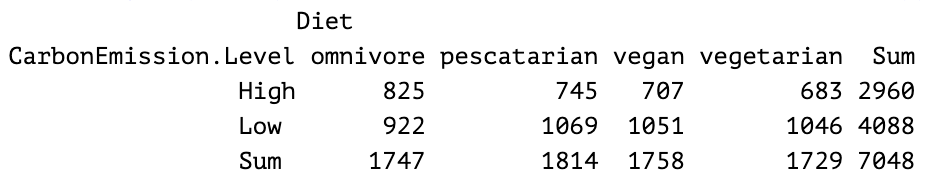 Diet
CarbonEmission.Level omnivore pescatarian vegan vegetarian Sum
High 825 745 707 683 2960
Low 922 1069 1051 1046 4088
Sum 1747 1814 1758 1729 7048